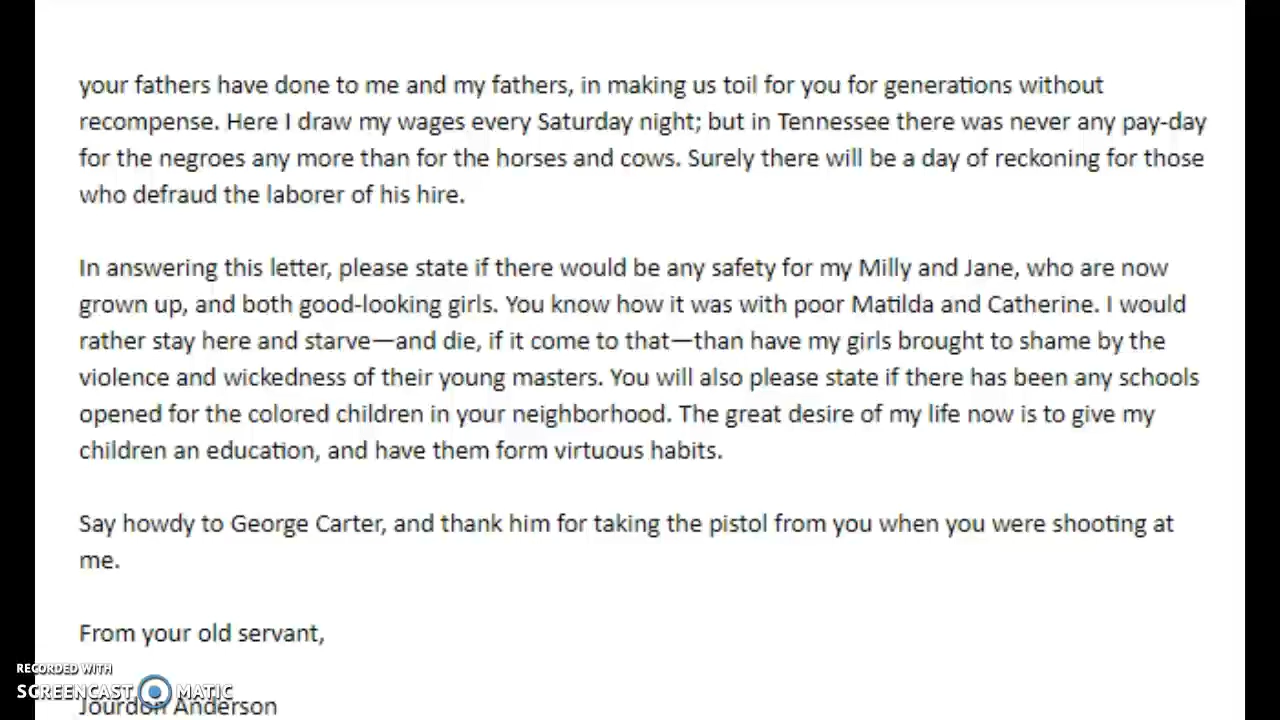 your fathers have done to me and my fathers, in making us toil for you for generations without
recompense. Here I draw my wages every Saturday night; but in Tennessee there was never any pay-day
for the negroes any more than for the horses and cows. Surely there will be a day of reckoning for those
who defraud the laborer of his hire.
In answering this letter, please state if there would be any safety for my Milly and Jane, who are now
grown up, and both good-looking girls. You know how it was with poor Matilda and Catherine. I would
rather stay here and starve—and die, if it come to that—than have my girls brought to shame by the
violence and wickedness of their young masters. You will also please state if there has been any schools
opened for the colored children in your neighborhood. The great desire of my life now is to give my
children an education, and have them form virtuous habits.
Say howdy to George Carter, and thank him for taking the pistol from you when you were shooting at
me.
From your old servant,
RECORDED WITH
SCREENCAST MATIC
Jourdon Anderson